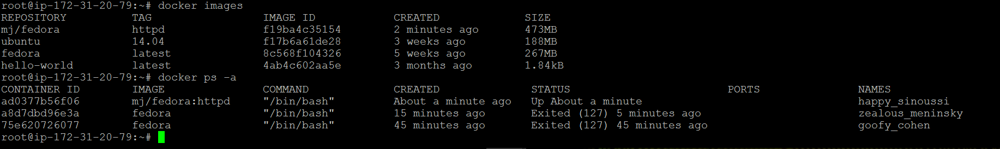 root@ip-172-31-20-79:~# docker images
REPOSITORY          TAG                 IMAGE ID            CREATED             SIZE
mj/fedora           httpd               f19ba4c35154        2 minutes ago       473MB
ubuntu              14.04               f17b6a61de28        3 weeks ago         188MB
fedora              latest              8c568f104326        5 weeks ago         267MB
hello-world         latest              4ab4c602aa5e        3 months ago        1.84kB
root@ip-172-31-20-79:~# docker ps -a
CONTAINER ID        IMAGE               COMMAND             CREATED              STATUS                        PORTS               NAMES
ad0377b56f06        mj/fedora:httpd     "/bin/bash"         About a minute ago   Up About a minute                                 happy_sinoussi
a8d7dbd96e3a        fedora              "/bin/bash"         15 minutes ago       Exited (127) 5 minutes ago                        zealous_meninsky
75e620726077        fedora              "/bin/bash"         45 minutes ago       Exited (127) 45 minutes ago                       goofy_cohen
root@ip-172-31-20-79:~#